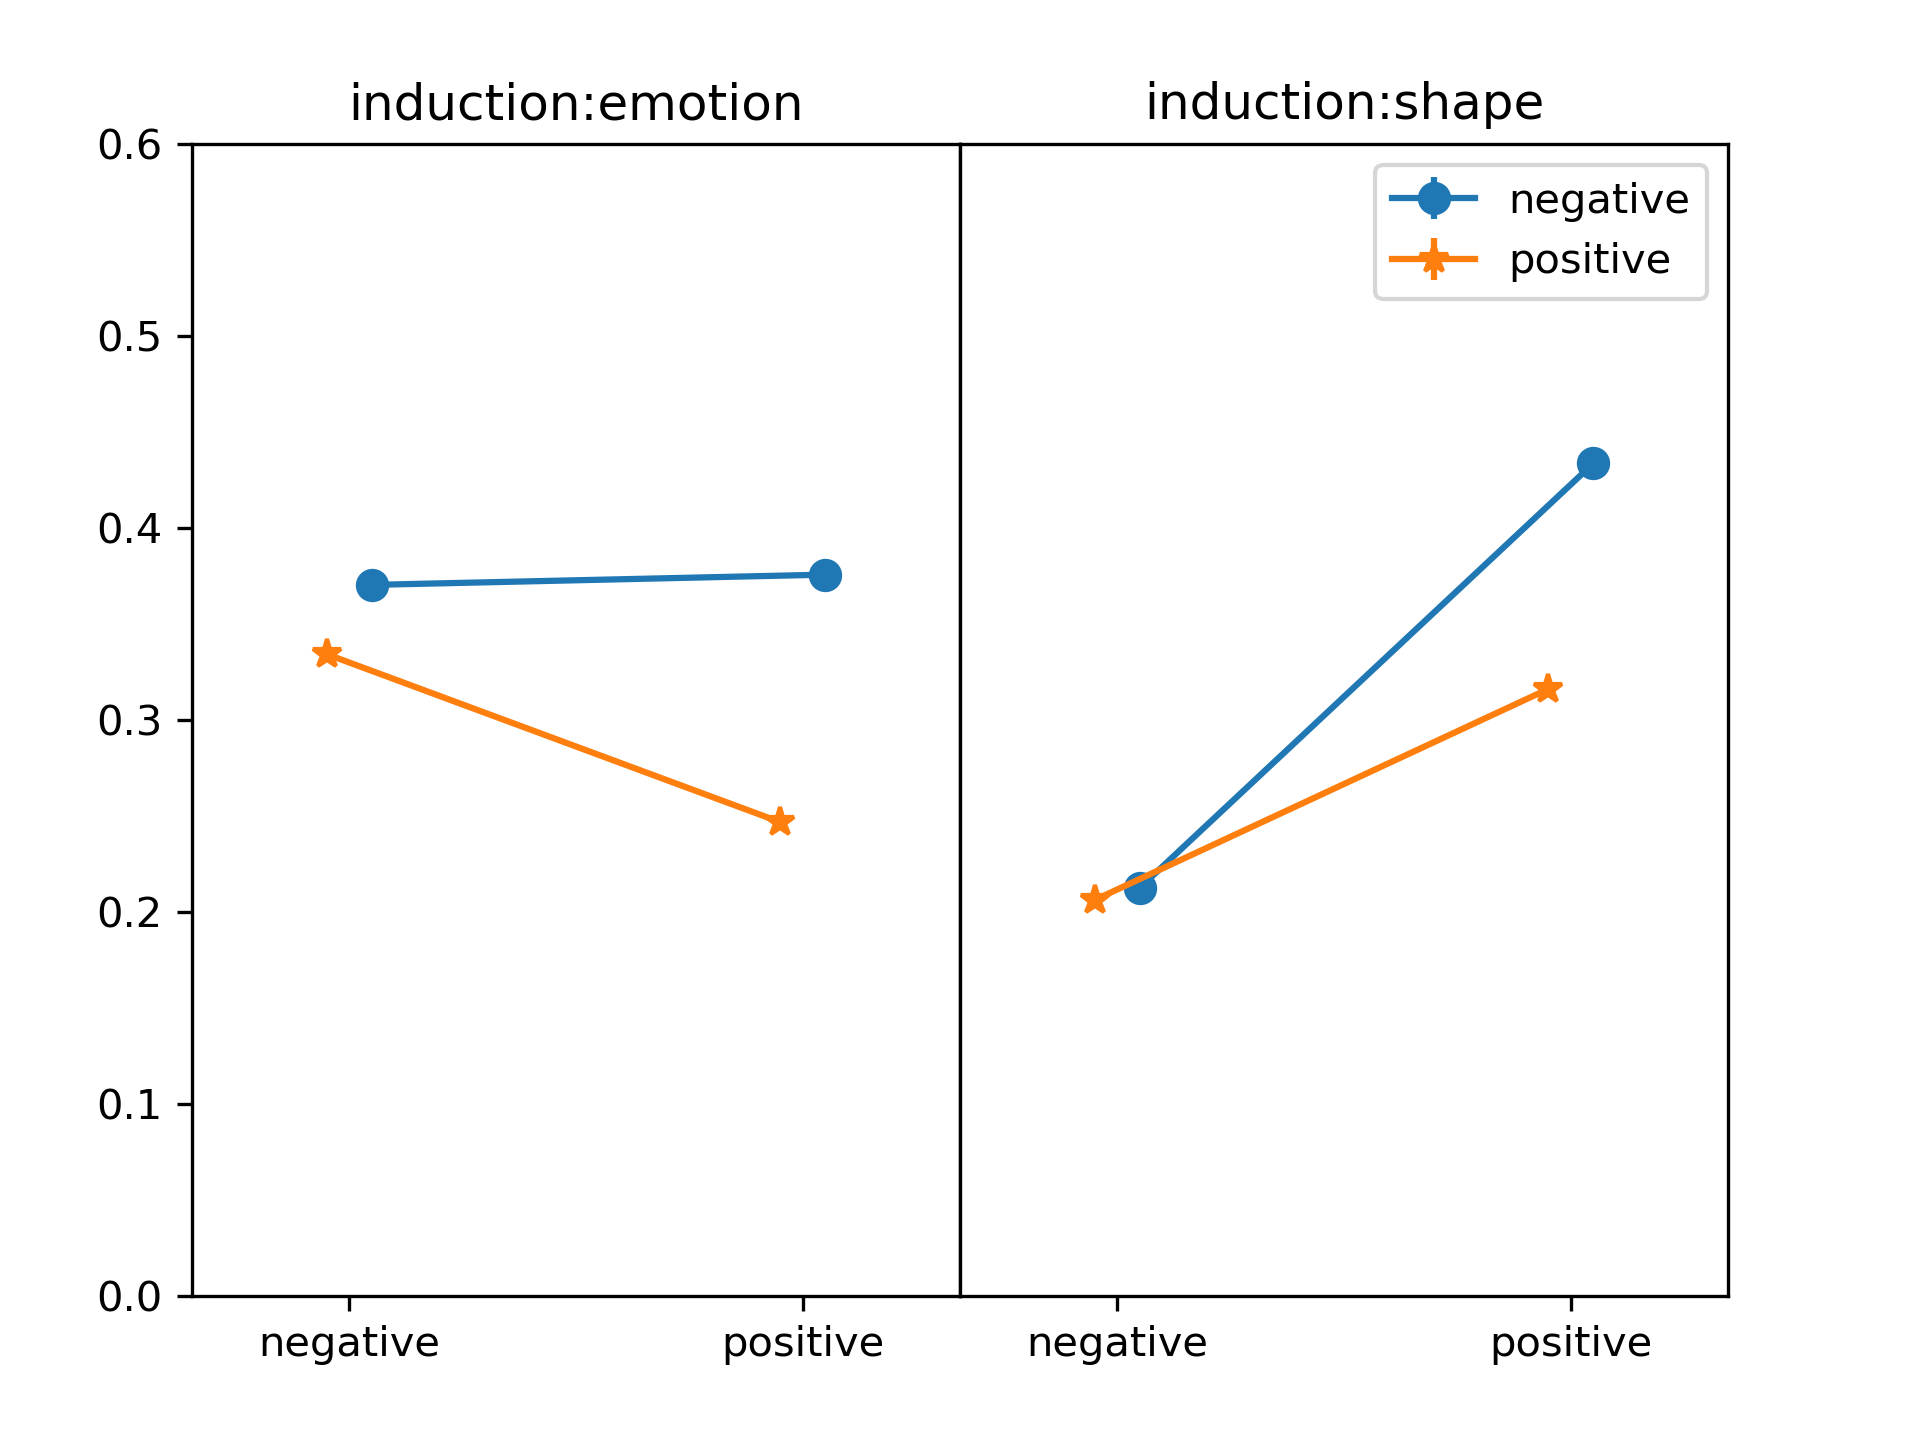 induction:emotion
induction:shape
negative
positive
0.6
0.5
0.4
0.3
0.2
0.1
0.0
negative
positive
negative
positive